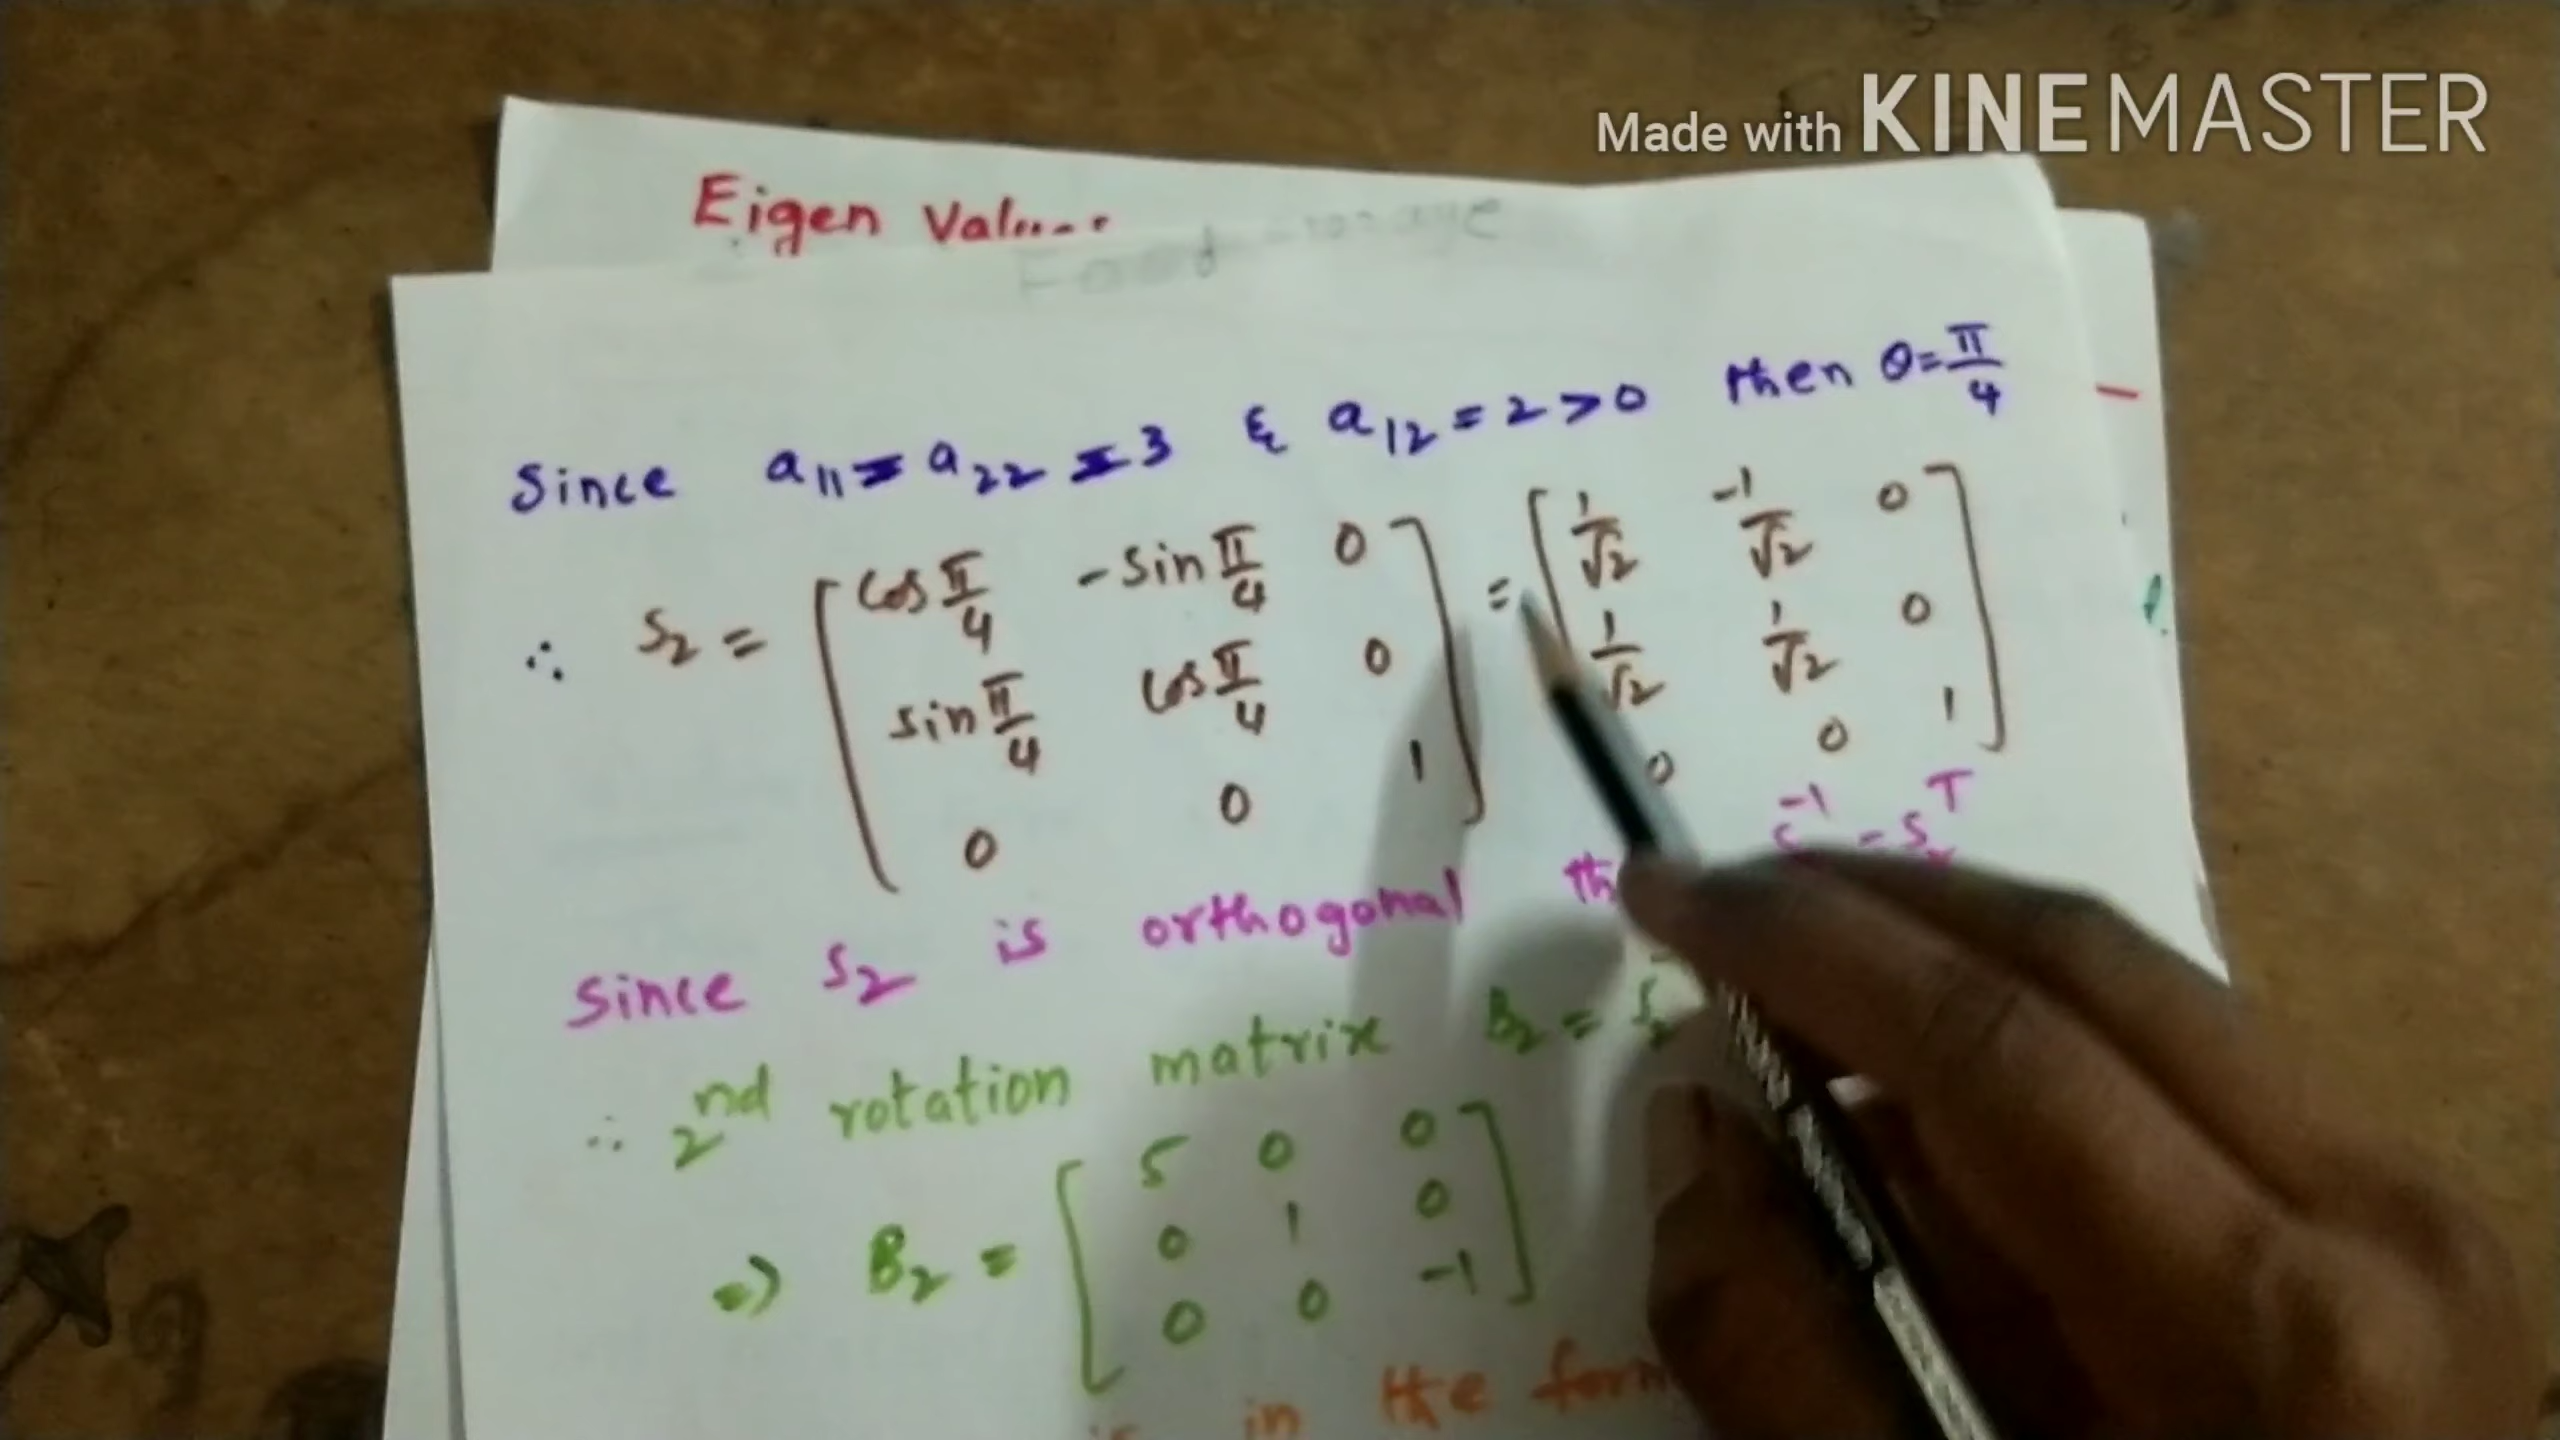 Made with KINEMASTER
Eigen
Since a₁₁ = a₂₂ = 3 & a₁₂ = 2 > 0 then θ = π/4
∴ S₂ = [ cos π/4 -sin π/4 0 ] = [ 1/√2 -1/√2 0 ]
[ sin π/4 cos π/4 0 ] [ 1/√2 1/√2 0 ]
[ 0 0 1 ] [ 0 0 1 ]
Since S₂ is orthogonal
∴ 2nd rotation matrix B₂ = S₂
⇒ B₂ = [ 5 0 0 ]
[ 0 1 0 ]
[ 0 0 -1 ]
in the